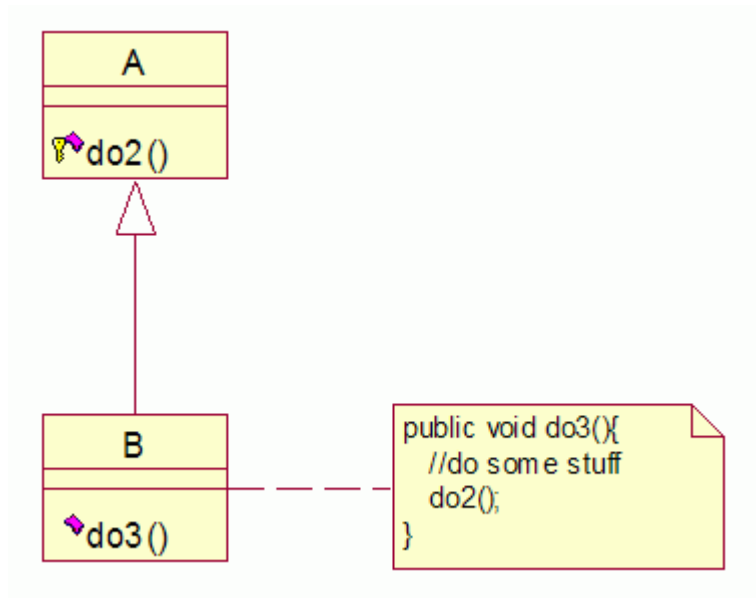 A
do2()
B
do3()
public void do3(){
//do some stuff
do2();
}